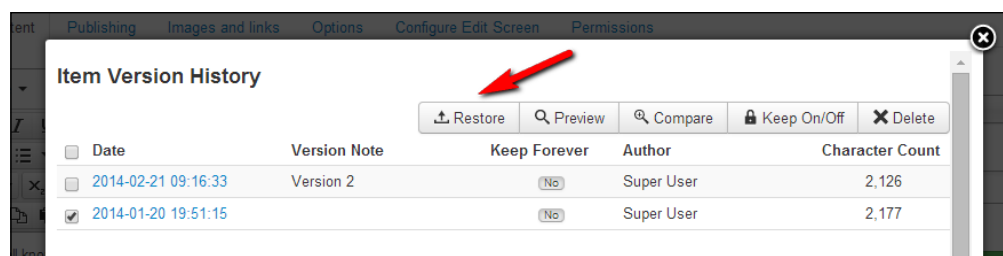 tent Publishing Images and links Options Configure Edit Screen Permissions
Item Version History
Restore Preview Compare Keep On/Off Delete
Date Version Note Keep Forever Author Character Count
2014-02-21 09:16:33 Version 2 No Super User 2,126
2014-01-20 19:51:15 No Super User 2,177